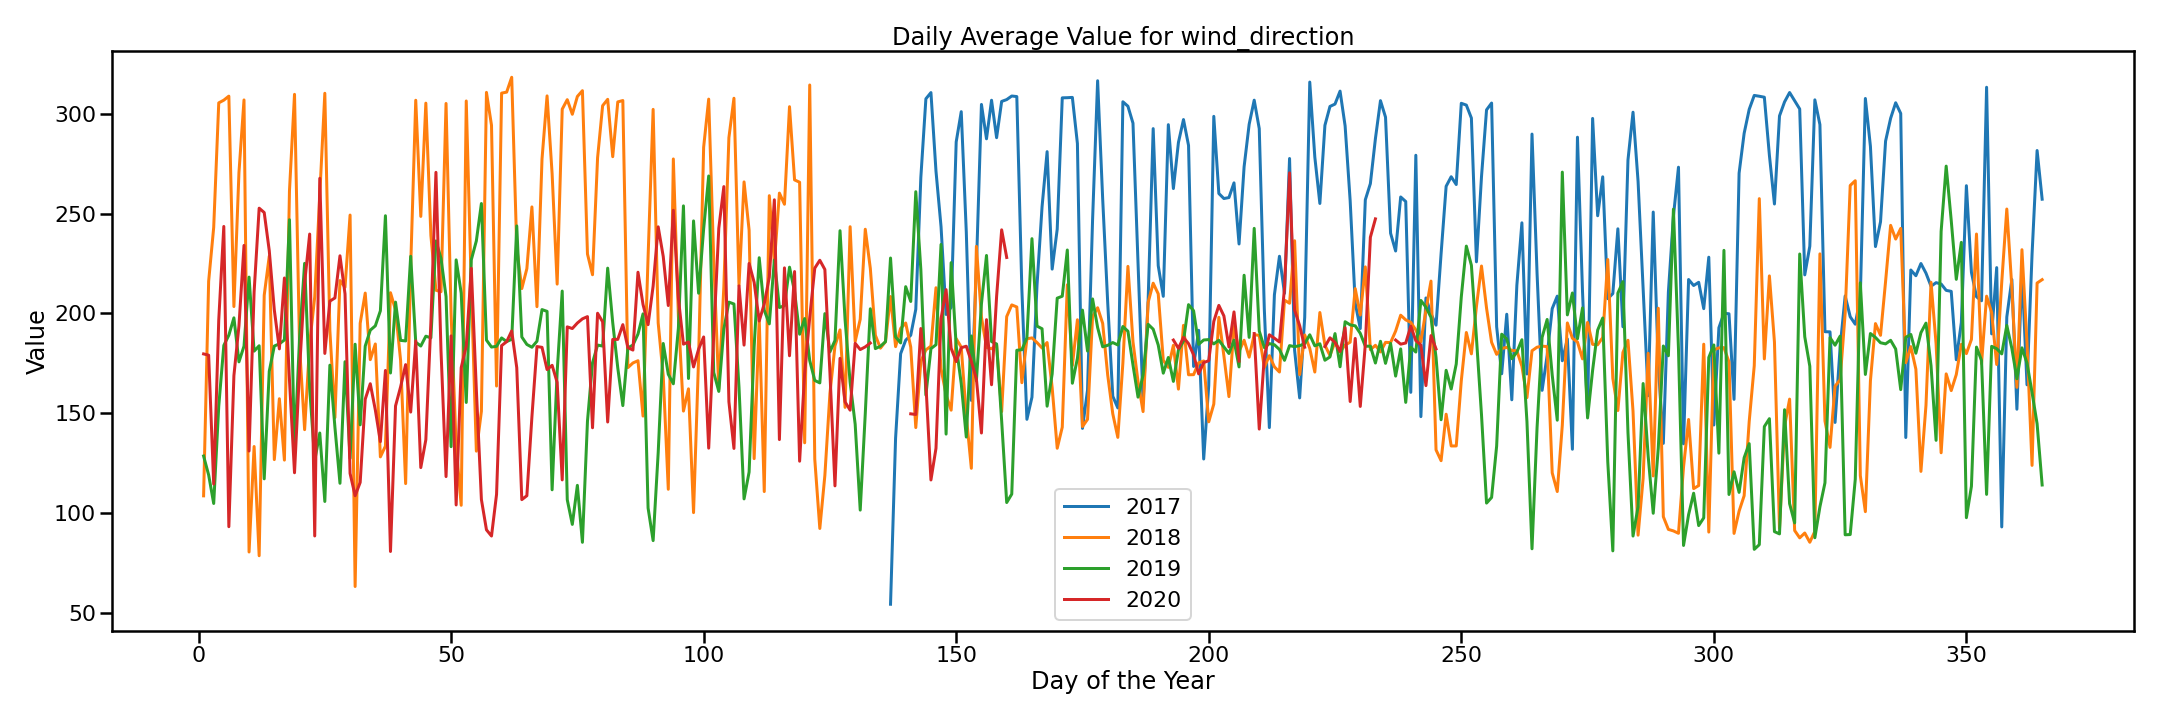 Daily Average Value for wind_direction
Value
300
250
200
150
100
50
2017
2018
2019
2020
0 50 100 150 200 250 300 350
Day of the Year